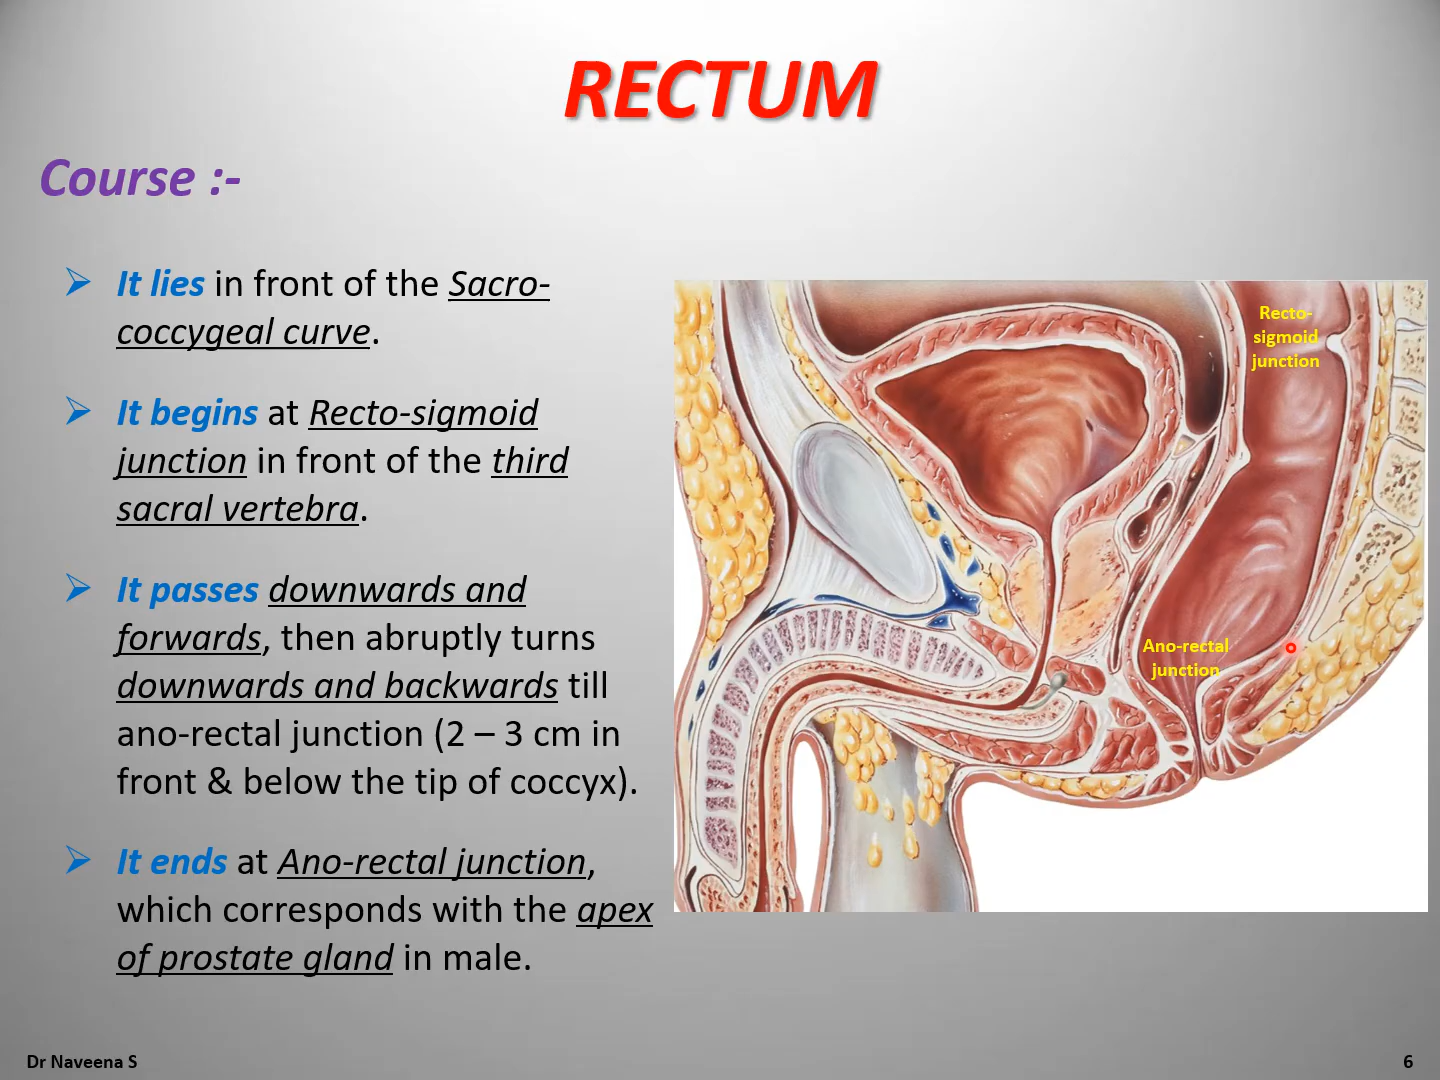 RECTUM
Course :-
It lies in front of the Sacro-
coccygeal curve.
It begins at Recto-sigmoid
junction in front of the third
sacral vertebra.
It passes downwards and
forwards, then abruptly turns
downwards and backwards till
ano-rectal junction (2 – 3 cm in
front & below the tip of coccyx).
It ends at Ano-rectal junction,
which corresponds with the apex
of prostate gland in male.
Recto-
sigmoid
junction
Ano-rectal
junction
Dr Naveena S
6